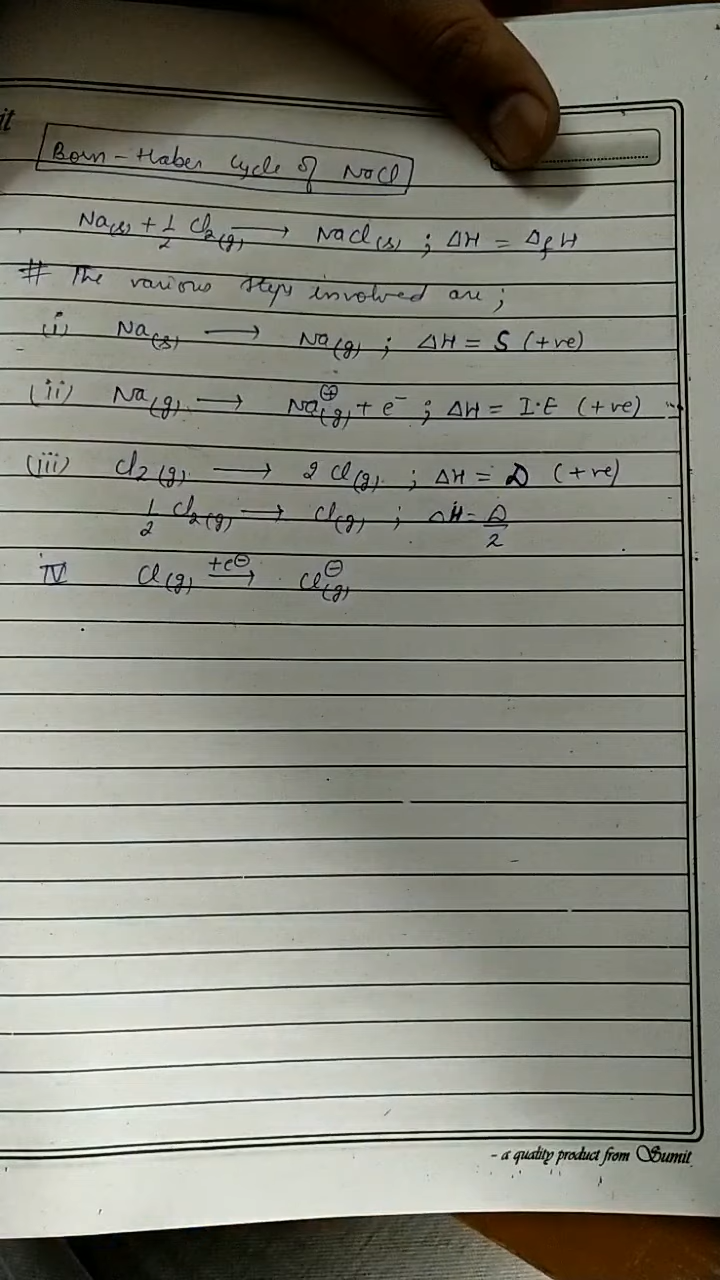 it
Born-Haber Cycle of NaCl
Na(s) + 1/2 Cl2(g) → NaCl(s) ; ΔH = ΔfH
# The various steps involved are ;
(i) Na(s) → Na(g) ; ΔH = S (+ve)
(ii) Na(g) → Na⊕(g) + e⁻ ; ΔH = I.E (+ve)
(iii) Cl2(g) → 2Cl(g) ; ΔH = D (+ve)
1/2 Cl2(g) → Cl(g) ; ΔH = D/2
IV Cl(g) +e⊖ → Cl⊖(g)
- a quality product from Sumit